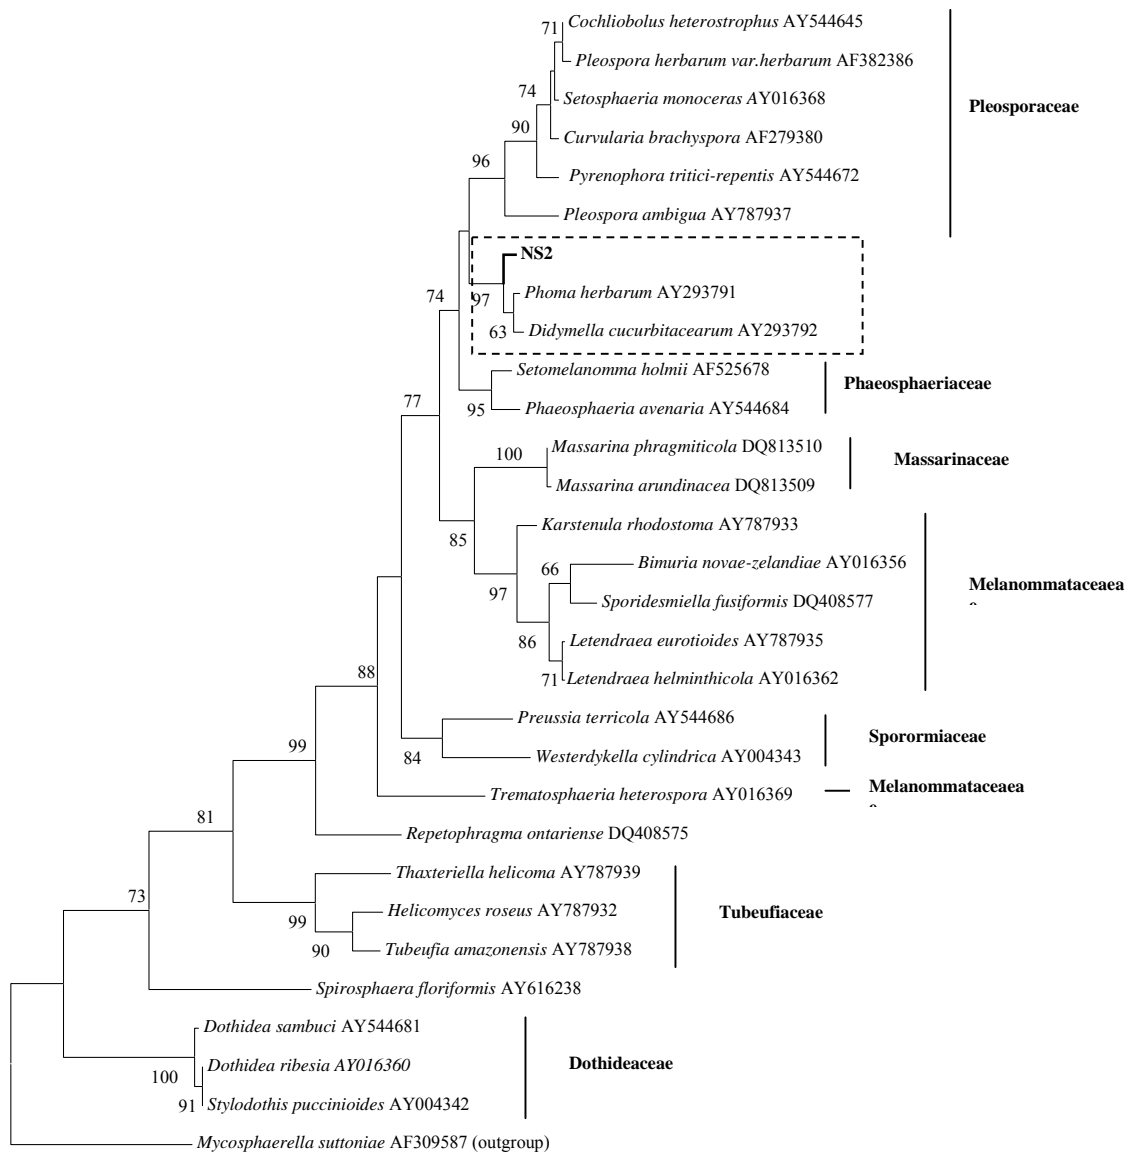 Cochliobolus heterostrophus AY544645
71
Pleospora herbarum var.herbarum AF382386
74
Setosphaeria monoceras AY016368
Pleosporaceae
90
Curvularia brachyspora AF279380
96
Pyrenophora tritici-repentis AY544672
Pleospora ambigua AY787937
NS2
74
97
Phoma herbarum AY293791
63
Didymella cucurbitacearum AY293792
Setomelanomma holmii AF525678
Phaeosphaeriaceae
77
95
Phaeosphaeria avenaria AY544684
100
Massarina phragmiticola DQ813510
Massarinaceae
Massarina arundinacea DQ813509
Karstenula rhodostoma AY787933
85
Bimuria novae-zelandiae AY016356
66
Melanommataceaea
97
Sporidesmiella fusiformis DQ408577
86
Letendraea eurotioides AY787935
88
71
Letendraea helminthicola AY016362
Preussia terricola AY544686
Sporormiaceae
99
84
Westerdykella cylindrica AY004343
Trematosphaeria heterospora AY016369
Melanommataceaea
81
Repetophragma ontariense DQ408575
Thaxteriella helicoma AY787939
73
99
Helicomyces roseus AY787932
Tubeufiaceae
90
Tubeufia amazonensis AY787938
Spirosphaera floriformis AY616238
Dothidea sambuci AY544681
Dothidea ribesia AY016360
Dothideaceae
100
91
Stylodothis puccinioides AY004342
Mycosphaerella suttoniae AF309587 (outgroup)